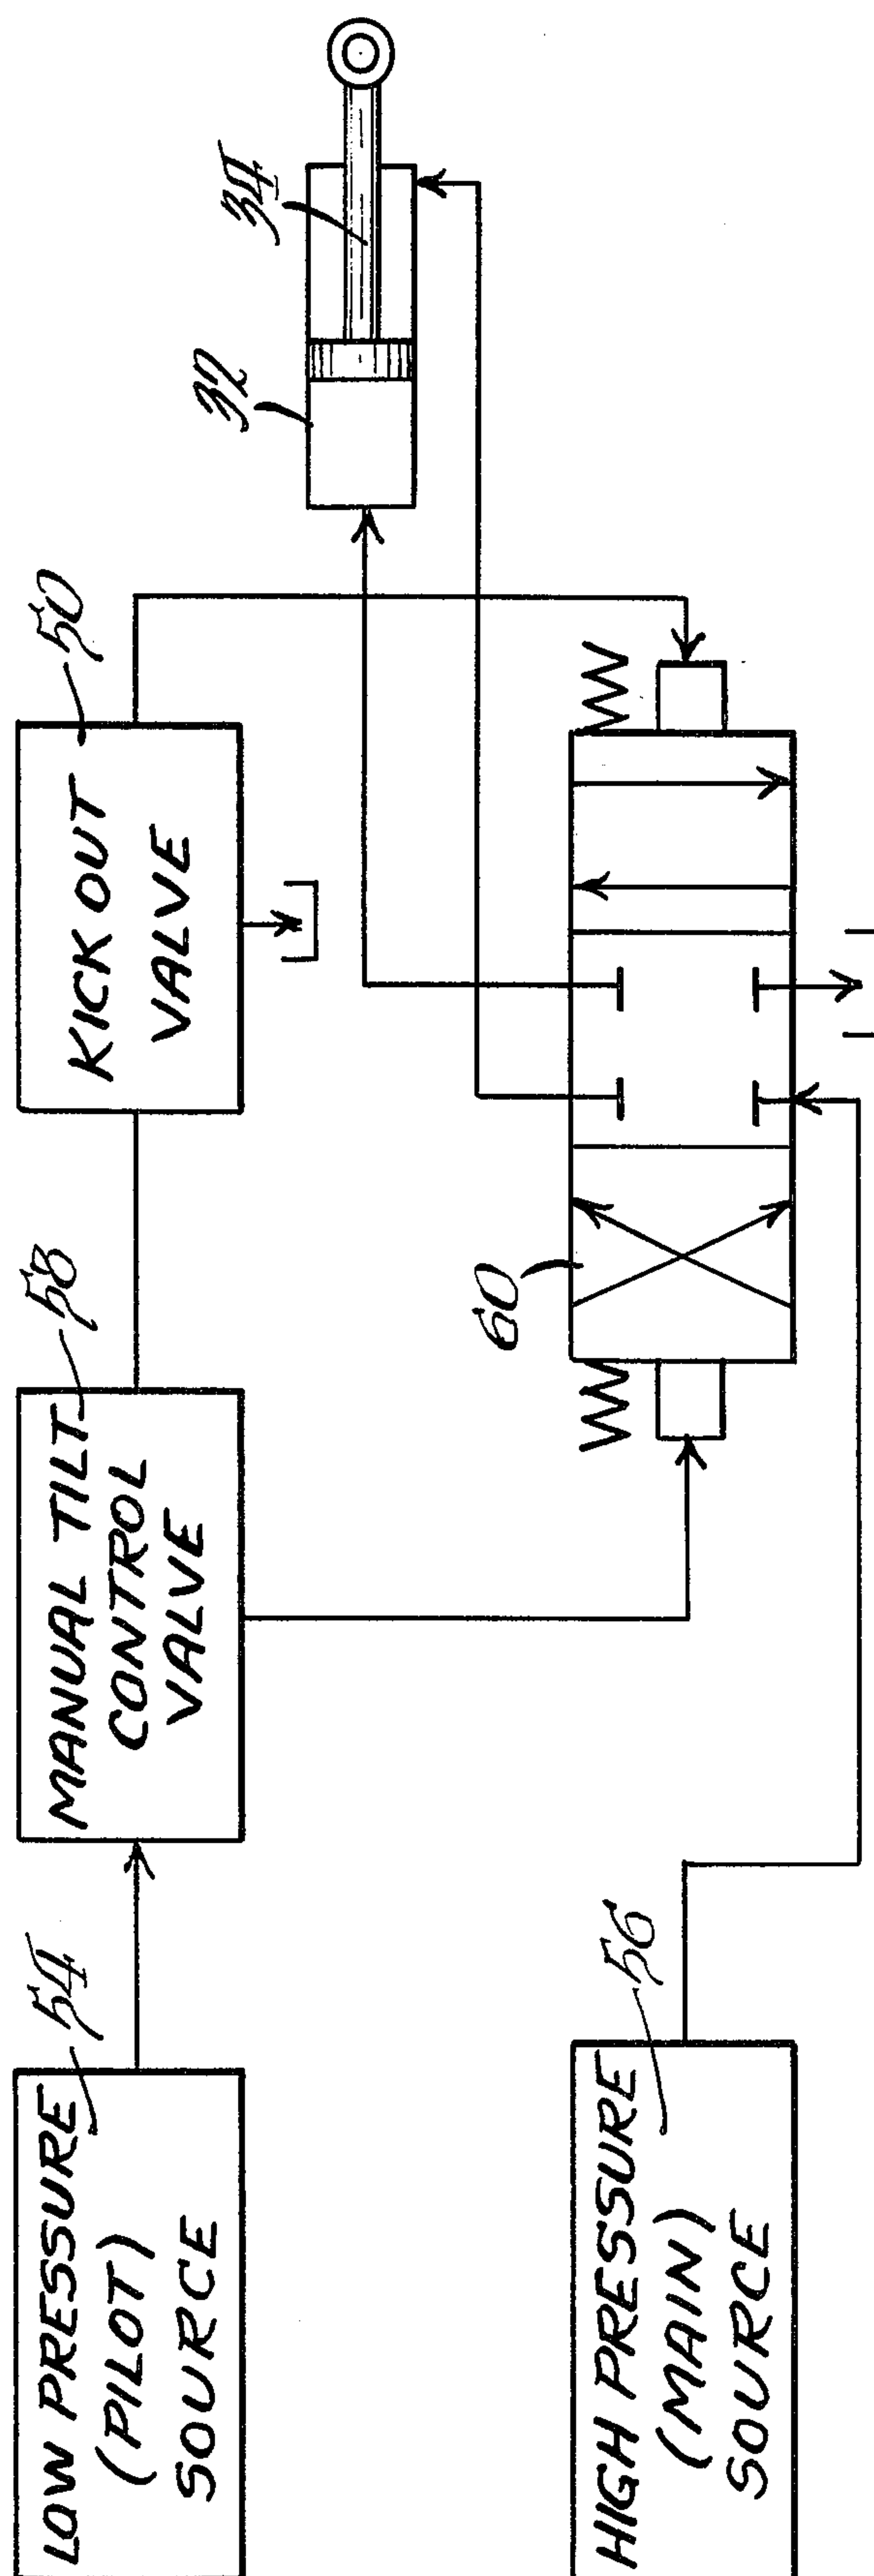 LOW PRESSURE
(PILOT)
SOURCE
54
MANUAL TILT
CONTROL
VALVE
58
KICK OUT
VALVE
50
32
34
60
HIGH PRESSURE
(MAIN)
SOURCE
56